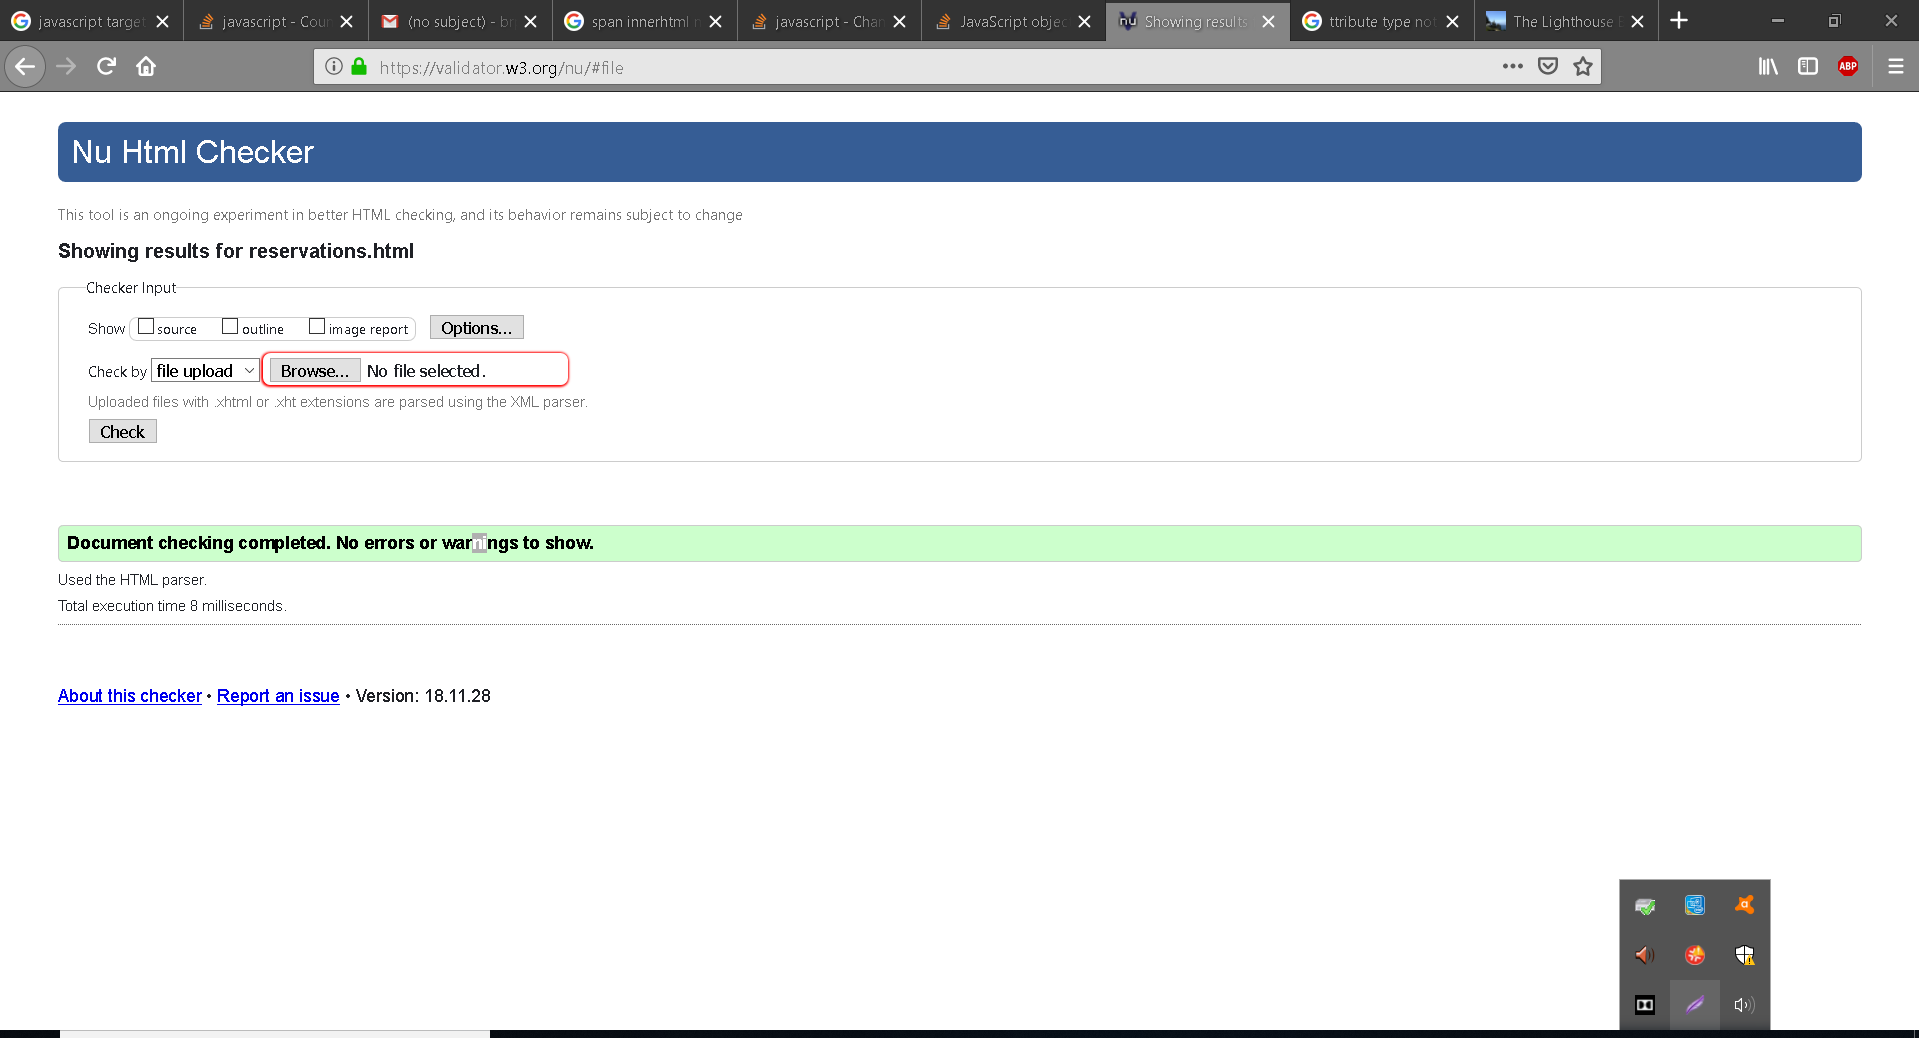 javascript target
javascript - Coun
(no subject) - br
span innerhtml n
javascript - Chan
JavaScript objec
nu Showing results
ttribute type not
The Lighthouse B
https://validator.w3.org/nu/#file
ABP
Nu Html Checker
This tool is an ongoing experiment in better HTML checking, and its behavior remains subject to change
Showing results for reservations.html
Checker Input
Show source outline image report Options...
Check by file upload Browse... No file selected.
Uploaded files with .xhtml or .xht extensions are parsed using the XML parser.
Check
Document checking completed. No errors or warnings to show.
Used the HTML parser.
Total execution time 8 milliseconds.
About this checker • Report an issue • Version: 18.11.28